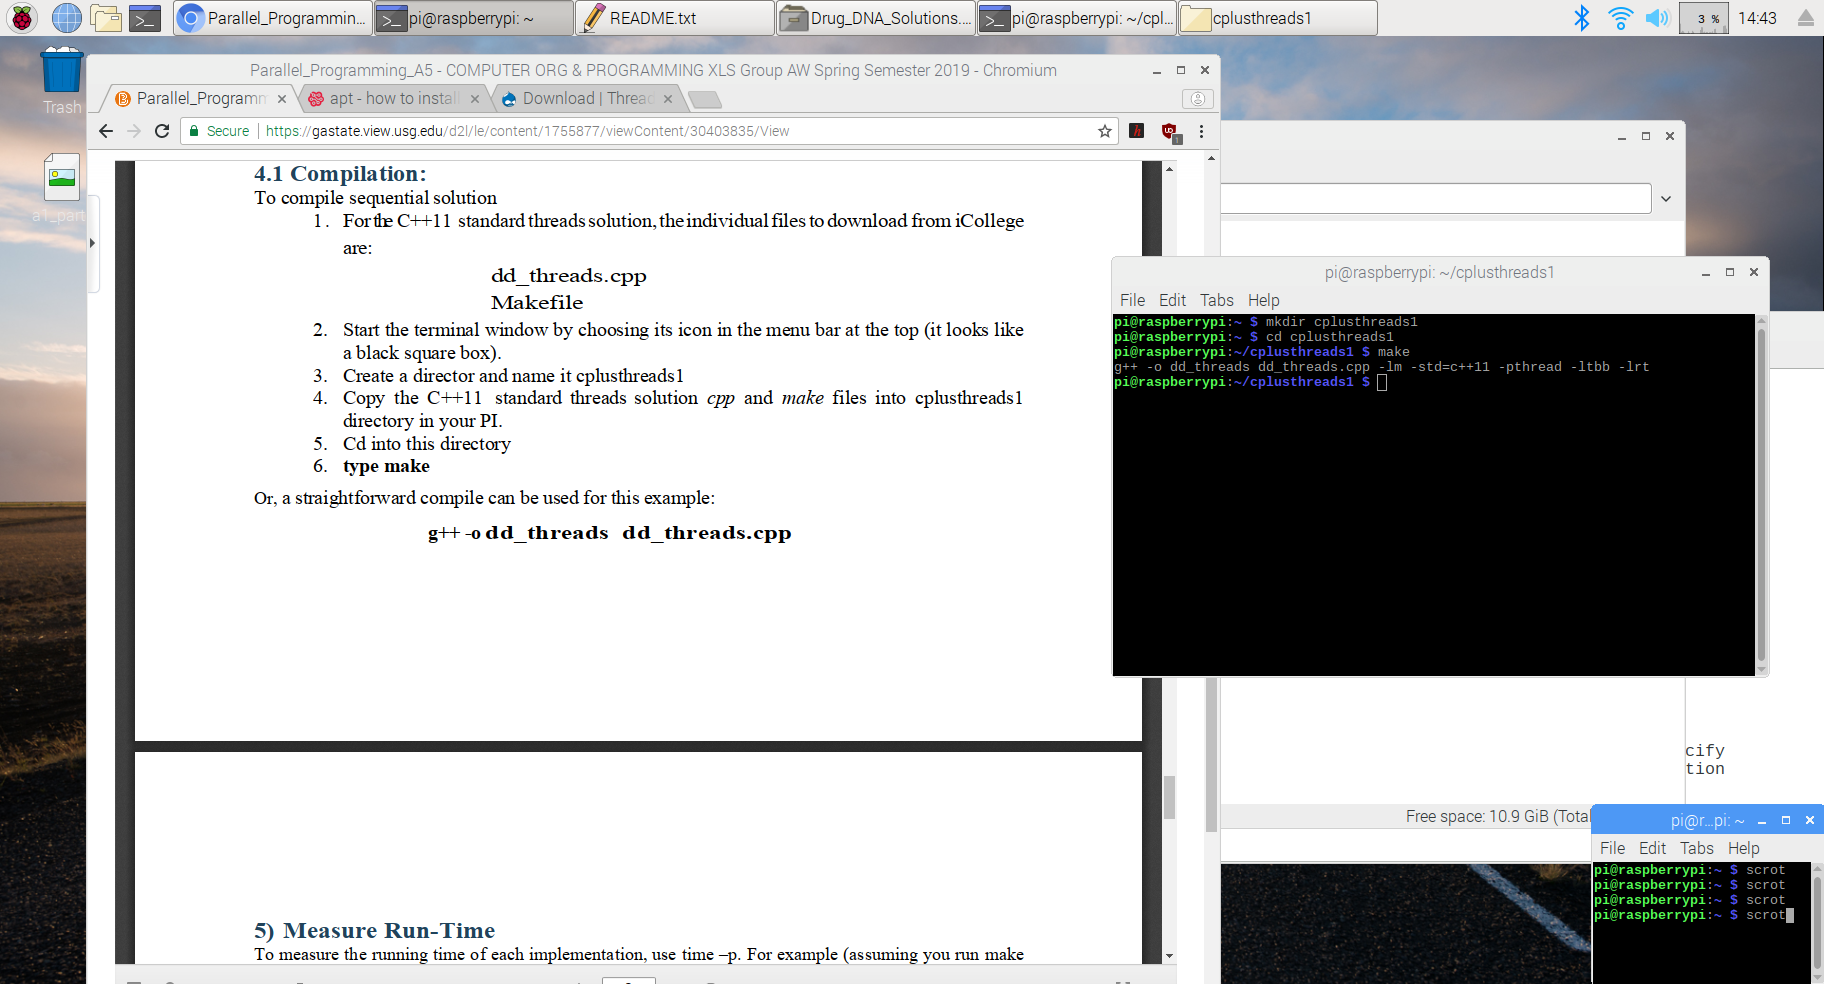 Parallel_Programmin...
pi@raspberrypi: ~
README.txt
Drug_DNA_Solutions....
pi@raspberrypi: ~/cpl...
cplusthreads1
3 %
14:43
Trash
a1_part
Parallel_Programming_A5 - COMPUTER ORG & PROGRAMMING XLS Group AW Spring Semester 2019 - Chromium
Parallel_Programm
apt - how to install
Download | Thread
Secure
https://gastate.view.usg.edu/d2l/le/content/1755877/viewContent/30403835/View
4.1 Compilation:
To compile sequential solution
1. For the C++11 standard threads solution, the individual files to download from iCollege
are:
dd_threads.cpp
Makefile
2. Start the terminal window by choosing its icon in the menu bar at the top (it looks like
a black square box).
3. Create a director and name it cplusthreads1
4. Copy the C++11 standard threads solution cpp and make files into cplusthreads1
directory in your PI.
5. Cd into this directory
6. type make
Or, a straightforward compile can be used for this example:
g++ -o dd_threads dd_threads.cpp
5) Measure Run-Time
To measure the running time of each implementation, use time –p. For example (assuming you run make
pi@raspberrypi: ~/cplusthreads1
File Edit Tabs Help
pi@raspberrypi:~ $ mkdir cplusthreads1
pi@raspberrypi:~ $ cd cplusthreads1
pi@raspberrypi:~/cplusthreads1 $ make
g++ -o dd_threads dd_threads.cpp -lm -std=c++11 -pthread -ltbb -lrt
pi@raspberrypi:~/cplusthreads1 $
cify
tion
Free space: 10.9 GiB (Total
pi@r...pi: ~
File Edit Tabs Help
pi@raspberrypi:~ $ scrot
pi@raspberrypi:~ $ scrot
pi@raspberrypi:~ $ scrot
pi@raspberrypi:~ $ scrot